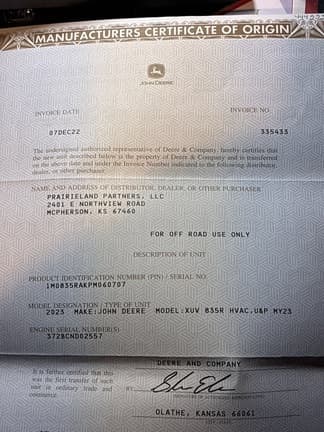 MANUFACTURERS CERTIFICATE OF ORIGIN
JOHN DEERE
INVOICE DATE INVOICE NO.
07DEC22 335433
The undersigned authorized representative of Deere & Company, hereby certifies that
the new unit described below is the property of Deere & Company and is transferred
on the above date and under the Invoice Number indicated to the following distributor,
dealer, or other purchaser.
NAME AND ADDRESS OF DISTRIBUTOR, DEALER, OR OTHER PURCHASER
PRAIRIELAND PARTNERS, LLC
2401 E NORTHVIEW ROAD
MCPHERSON, KS 67460
FOR OFF ROAD USE ONLY
DESCRIPTION OF UNIT
PRODUCT IDENTIFICATION NUMBER (PIN) / SERIAL NO.
1M0835RAKPM060707
MODEL DESIGNATION / TYPE OF UNIT
2023 MAKE:JOHN DEERE MODEL:XUV 835R HVAC,U&P MY23
ENGINE SERIAL NUMBER(S)
372BCND02557
DEERE AND COMPANY
It is further certified that this
was the first transfer of such
unit in ordinary trade and
commerce.
BY
OLATHE, KANSAS 66061